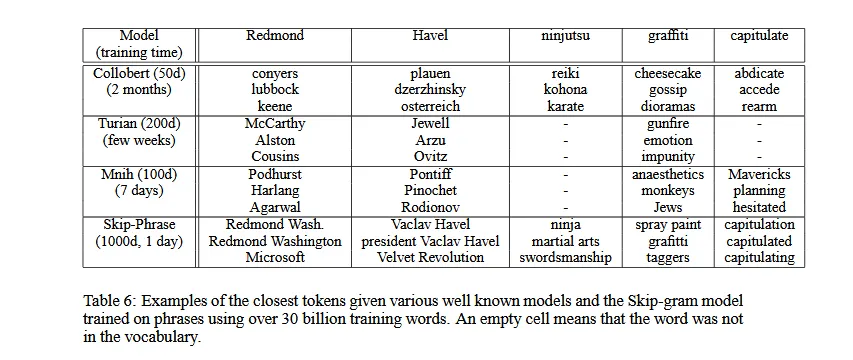 Model Redmond Havel ninjutsu graffiti capitulate
(training time)
Collobert (50d) conyers plauen reiki cheesecake abdicate
(2 months) lubbock dzerzhinsky kohona gossip accede
keene osterreich karate dioramas rearm
Turian (200d) McCarthy Jewell - gunfire -
(few weeks) Alston Arzu - emotion -
Cousins Ovitz - impunity -
Mnih (100d) Podhurst Pontiff - anaesthetics Mavericks
(7 days) Harlang Pinochet - monkeys planning
Agarwal Rodionov - Jews hesitated
Skip-Phrase Redmond Wash. Vaclav Havel ninja spray paint capitulation
(1000d, 1 day) Redmond Washington president Vaclav Havel martial arts grafitti capitulated
Microsoft Velvet Revolution swordsmanship taggers capitulating
Table 6: Examples of the closest tokens given various well known models and the Skip-gram model
trained on phrases using over 30 billion training words. An empty cell means that the word was not
in the vocabulary.